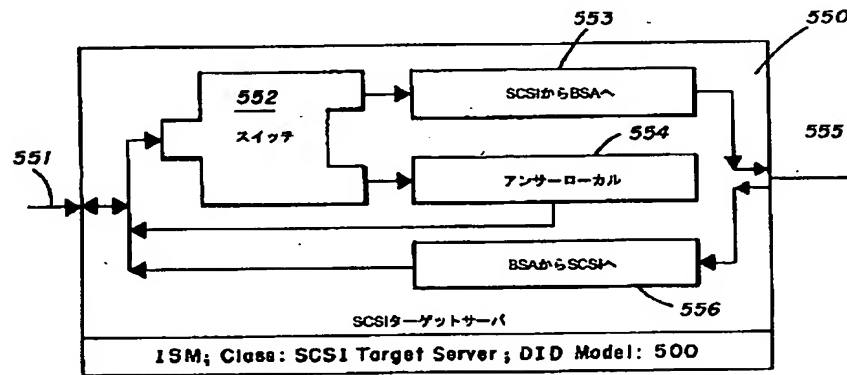 553
550
552
スイッチ
SCSIからBSAへ
551
554
555
アンサーローカル
BSAからSCSIへ
556
SCSIターゲットサーバ
ISM; Class: SCSI Target Server; DID Model: 500